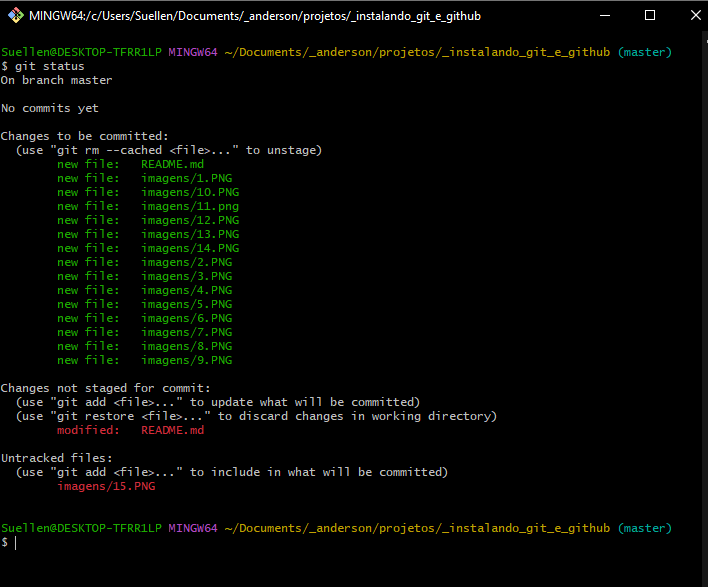 MINGW64:/c/Users/Suellen/Documents/_anderson/projetos/_instalando_git_e_github
Suellen@DESKTOP-TFRR1LP MINGW64 ~/Documents/_anderson/projetos/_instalando_git_e_github (master)
$ git status
On branch master
No commits yet
Changes to be committed:
(use "git rm --cached <file>..." to unstage)
new file: README.md
new file: imagens/1.PNG
new file: imagens/10.PNG
new file: imagens/11.png
new file: imagens/12.PNG
new file: imagens/13.PNG
new file: imagens/14.PNG
new file: imagens/2.PNG
new file: imagens/3.PNG
new file: imagens/4.PNG
new file: imagens/5.PNG
new file: imagens/6.PNG
new file: imagens/7.PNG
new file: imagens/8.PNG
new file: imagens/9.PNG
Changes not staged for commit:
(use "git add <file>..." to update what will be committed)
(use "git restore <file>..." to discard changes in working directory)
modified: README.md
Untracked files:
(use "git add <file>..." to include in what will be committed)
imagens/15.PNG
Suellen@DESKTOP-TFRR1LP MINGW64 ~/Documents/_anderson/projetos/_instalando_git_e_github (master)
$